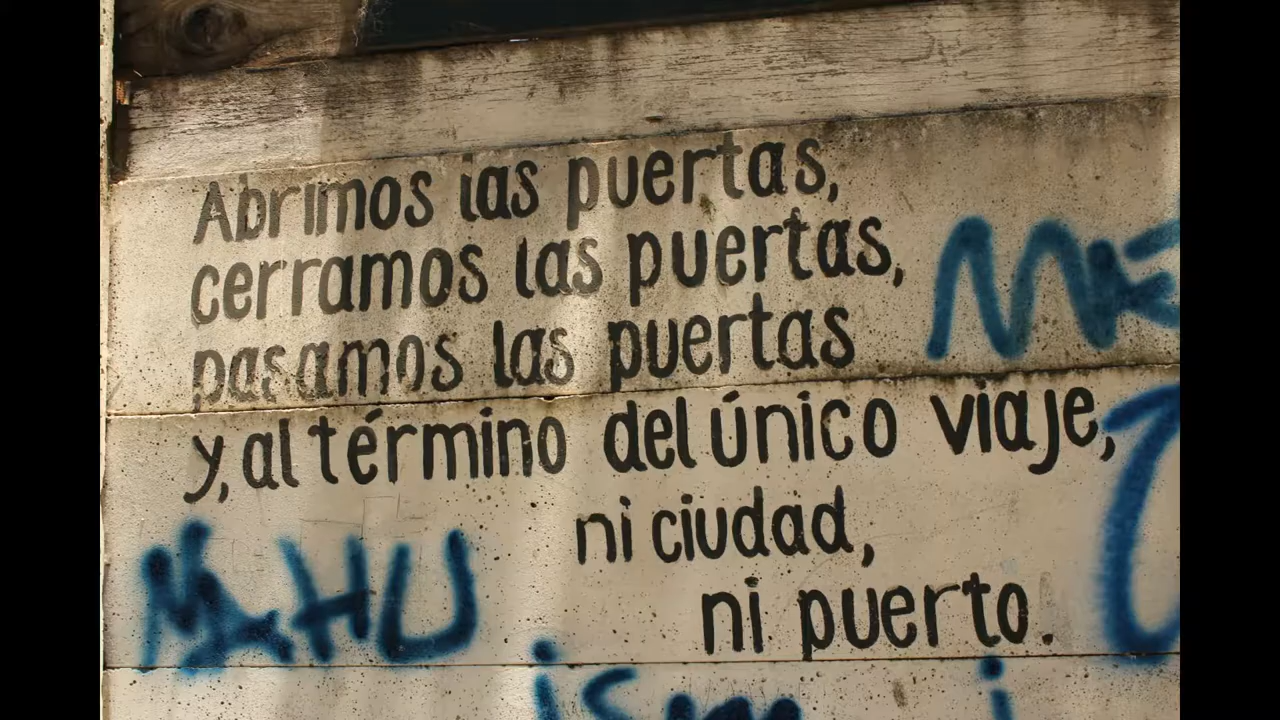 Abrimos las puertas,
cerramos las puertas,
pasamos las puertas
y, al término del único viaje,
ni ciudad,
ni puerto.